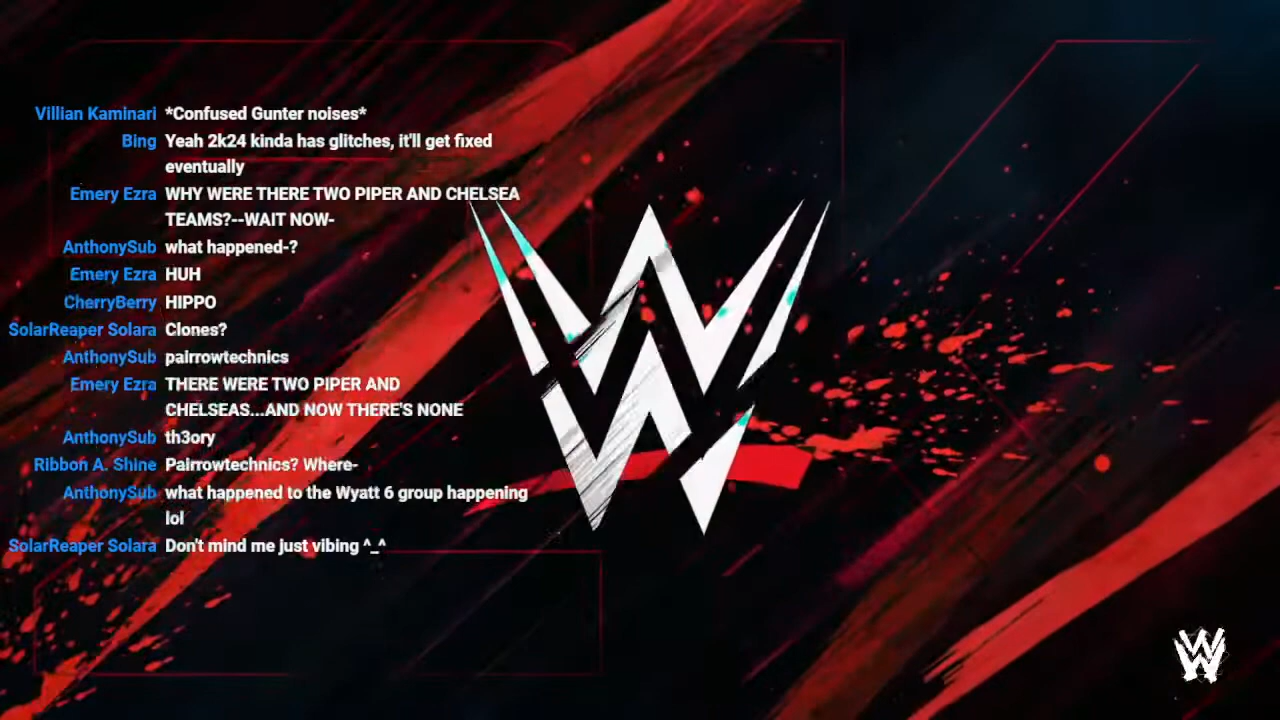 Villian Kaminari *Confused Gunter noises*
Bing Yeah 2k24 kinda has glitches, it'll get fixed
eventually
Emery Ezra WHY WERE THERE TWO PIPER AND CHELSEA
TEAMS?--WAIT NOW-
AnthonySub what happened-?
Emery Ezra HUH
CherryBerry HIPPO
SolarReaper Solara Clones?
AnthonySub pairrowtechnics
Emery Ezra THERE WERE TWO PIPER AND
CHELSEAS...AND NOW THERE'S NONE
AnthonySub th3ory
Ribbon A. Shine Pairrowtechnics? Where-
AnthonySub what happened to the Wyatt 6 group happening
lol
SolarReaper Solara Don't mind me just vibing ^_^